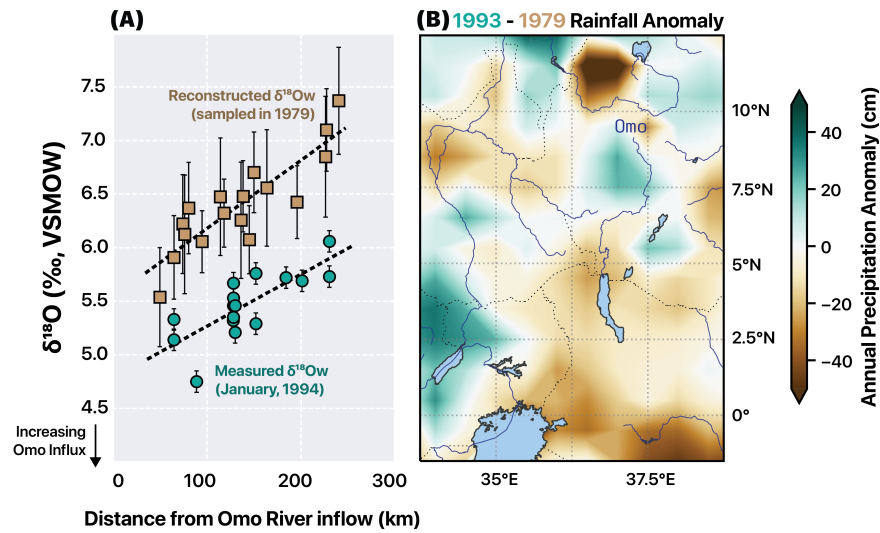 (A)
(B) 1993 - 1979 Rainfall Anomaly
7.5
7.0
6.5
6.0
5.5
5.0
4.5
δ¹⁸O (‰, VSMOW)
Reconstructed δ¹⁸Ow
(sampled in 1979)
Measured δ¹⁸Ow
(January, 1994)
Increasing
Omo Influx
0
100
200
300
Distance from Omo River inflow (km)
Omo
10°N
7.5°N
5°N
2.5°N
0°
35°E
37.5°E
40
20
0
−20
−40
Annual Precipitation Anomaly (cm)